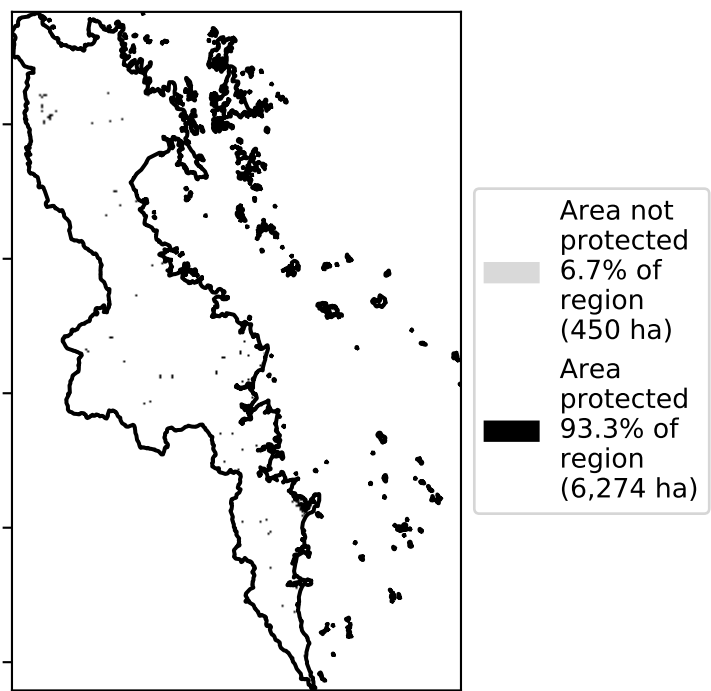 Area not
protected
6.7% of
region
(450 ha)
Area
protected
93.3% of
region
(6,274 ha)